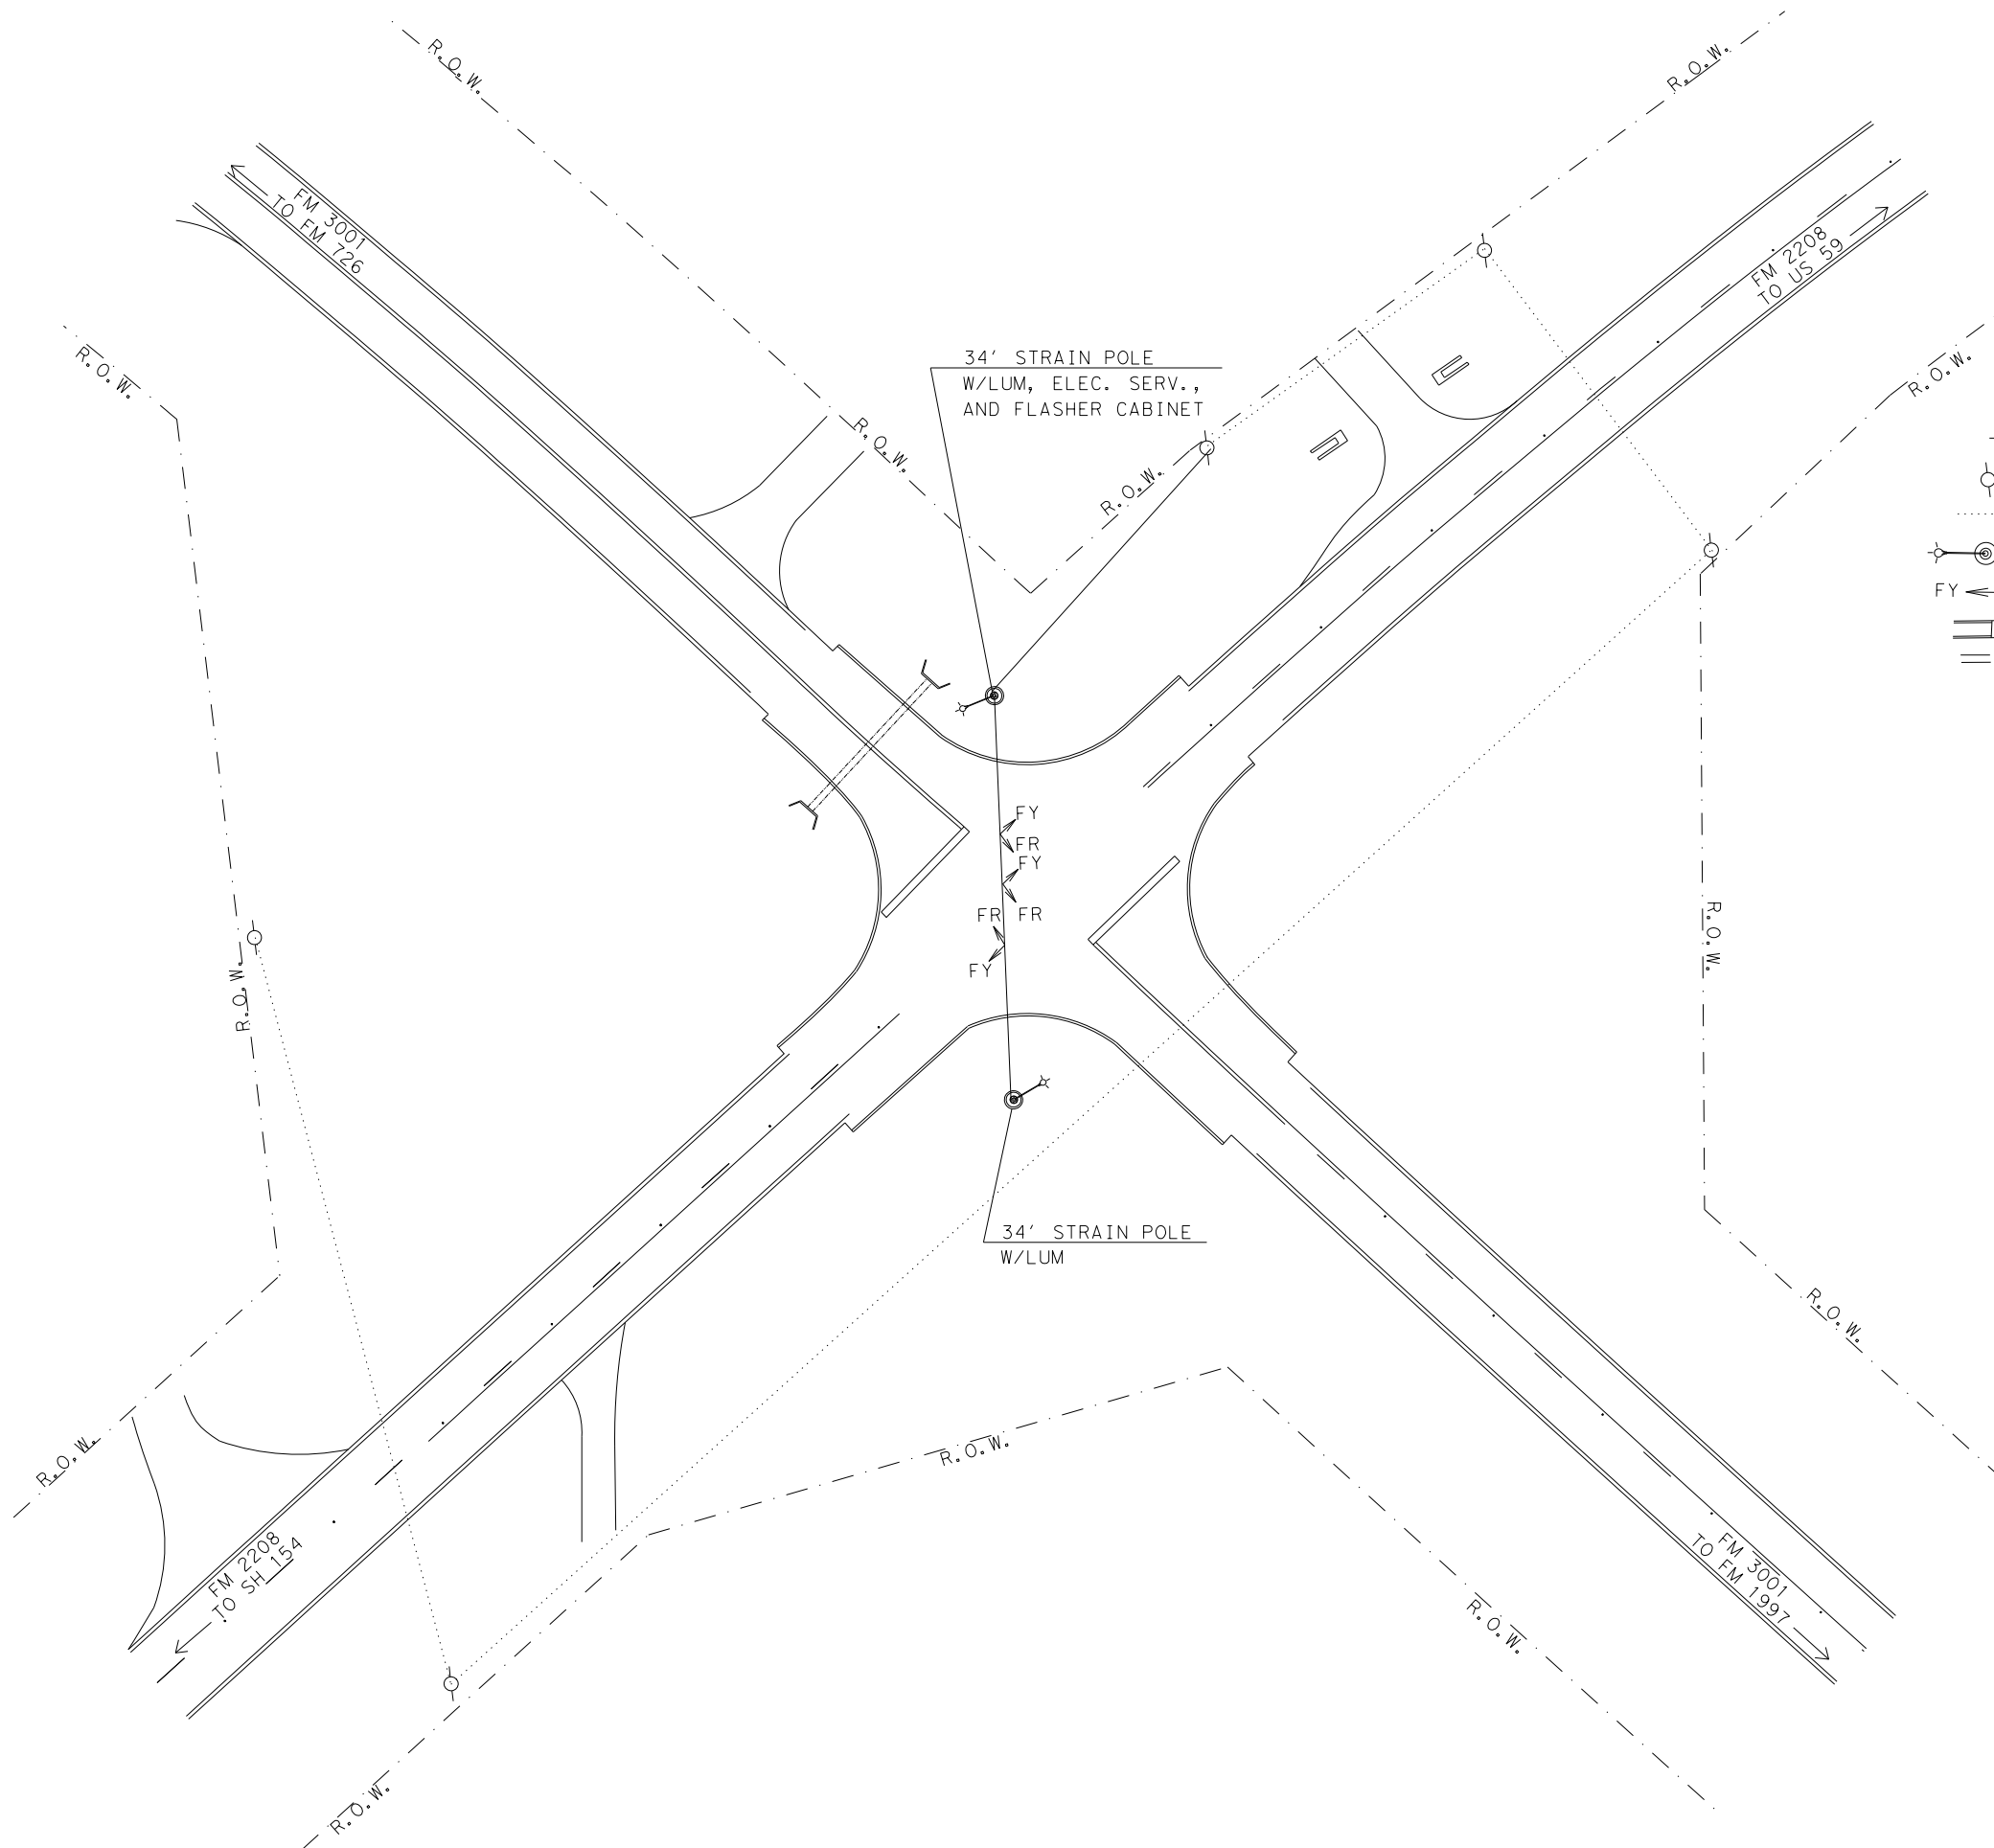 R.O.W.
R.O.W.
FM 3001
TO FM 726
FM 2208
TO US 59
R.O.W.
R.O.W.
34' STRAIN POLE
W/LUM, ELEC. SERV.,
AND FLASHER CABINET
R.O.W.
R.O.W.
FY
FY
FR
FY
FR FR
FY
R.O.W.
R.O.W.
34' STRAIN POLE
W/LUM
R.O.W.
R.O.W.
R.O.W.
FM 2208
TO SH 154
FM 3001
TO FM 1997
R.O.W.
R.O.W.